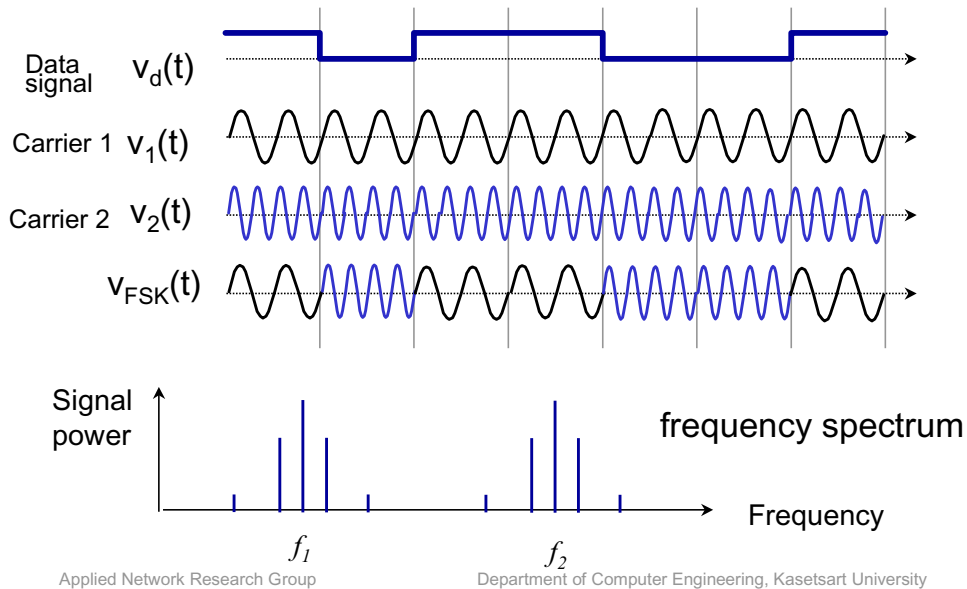 Data
signal
v_d(t)
Carrier 1 v_1(t)
Carrier 2 v_2(t)
v_FSK(t)
Signal
power
frequency spectrum
Frequency
f_1
f_2
Applied Network Research Group
Department of Computer Engineering, Kasetsart University